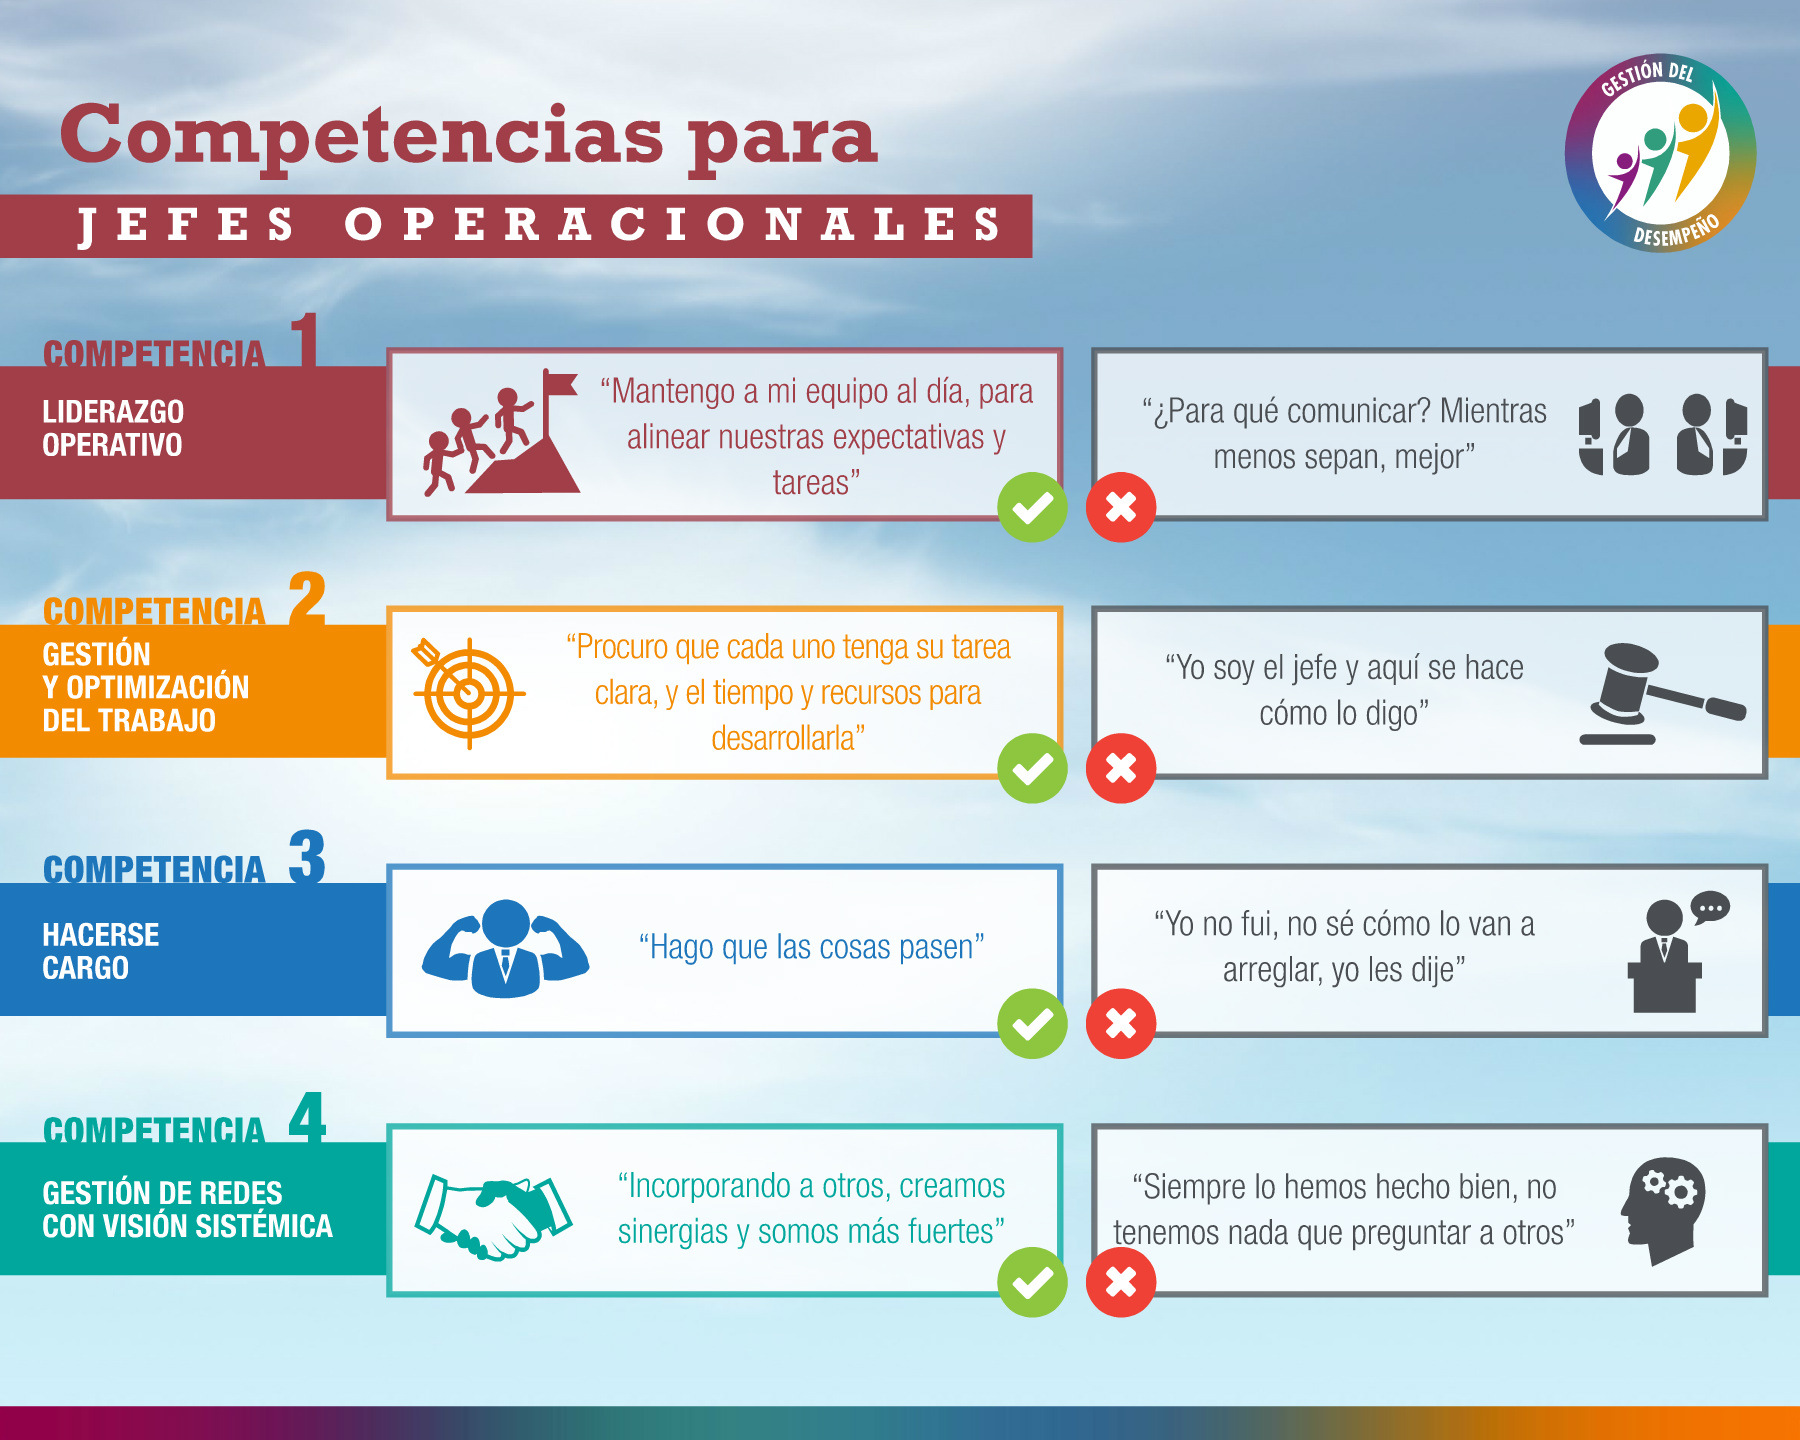 Competencias para
JEFES OPERACIONALES
GESTIÓN DEL
DESEMPEÑO
COMPETENCIA 1
LIDERAZGO
OPERATIVO
“Mantengo a mi equipo al día, para
alinear nuestras expectativas y
tareas”
“¿Para qué comunicar? Mientras
menos sepan, mejor”
COMPETENCIA 2
GESTIÓN
Y OPTIMIZACIÓN
DEL TRABAJO
“Procuro que cada uno tenga su tarea
clara, y el tiempo y recursos para
desarrollarla”
“Yo soy el jefe y aquí se hace
cómo lo digo”
COMPETENCIA 3
HACERSE
CARGO
“Hago que las cosas pasen”
“Yo no fui, no sé cómo lo van a
arreglar, yo les dije”
COMPETENCIA 4
GESTIÓN DE REDES
CON VISIÓN SISTÉMICA
“Incorporando a otros, creamos
sinergias y somos más fuertes”
“Siempre lo hemos hecho bien, no
tenemos nada que preguntar a otros”